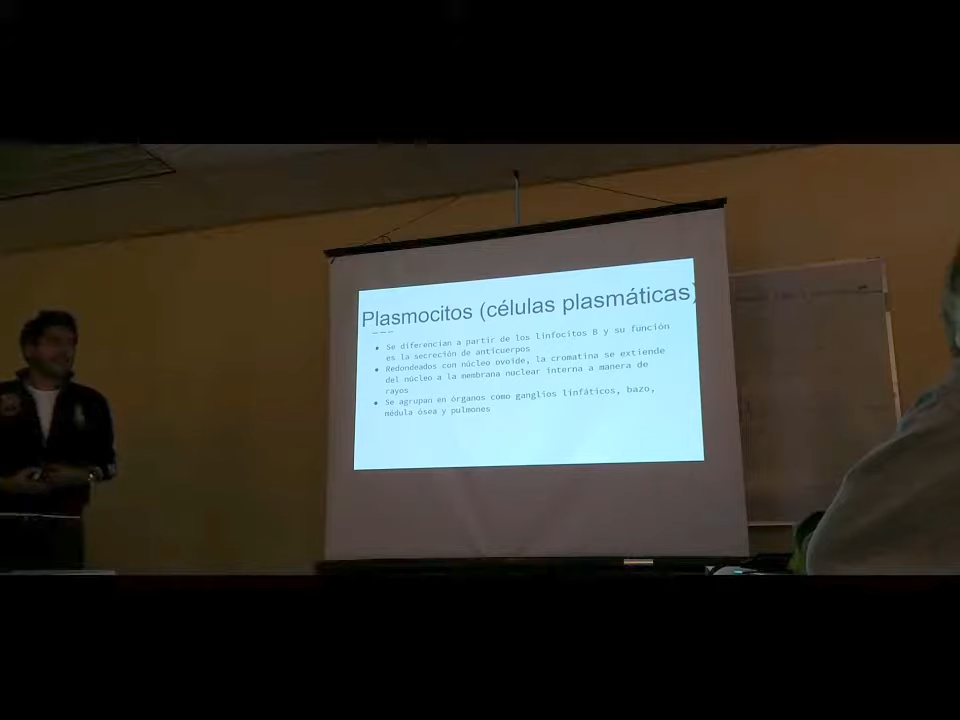 Plasmocitos (células plasmáticas)
Se diferencian a partir de los linfocitos B y su función
es la secreción de anticuerpos
Redondeados con núcleo ovoide, la cromatina se extiende
del núcleo a la membrana nuclear interna a manera de
rayos
Se agrupan en órganos como ganglios linfáticos, bazo,
médula ósea y pulmones